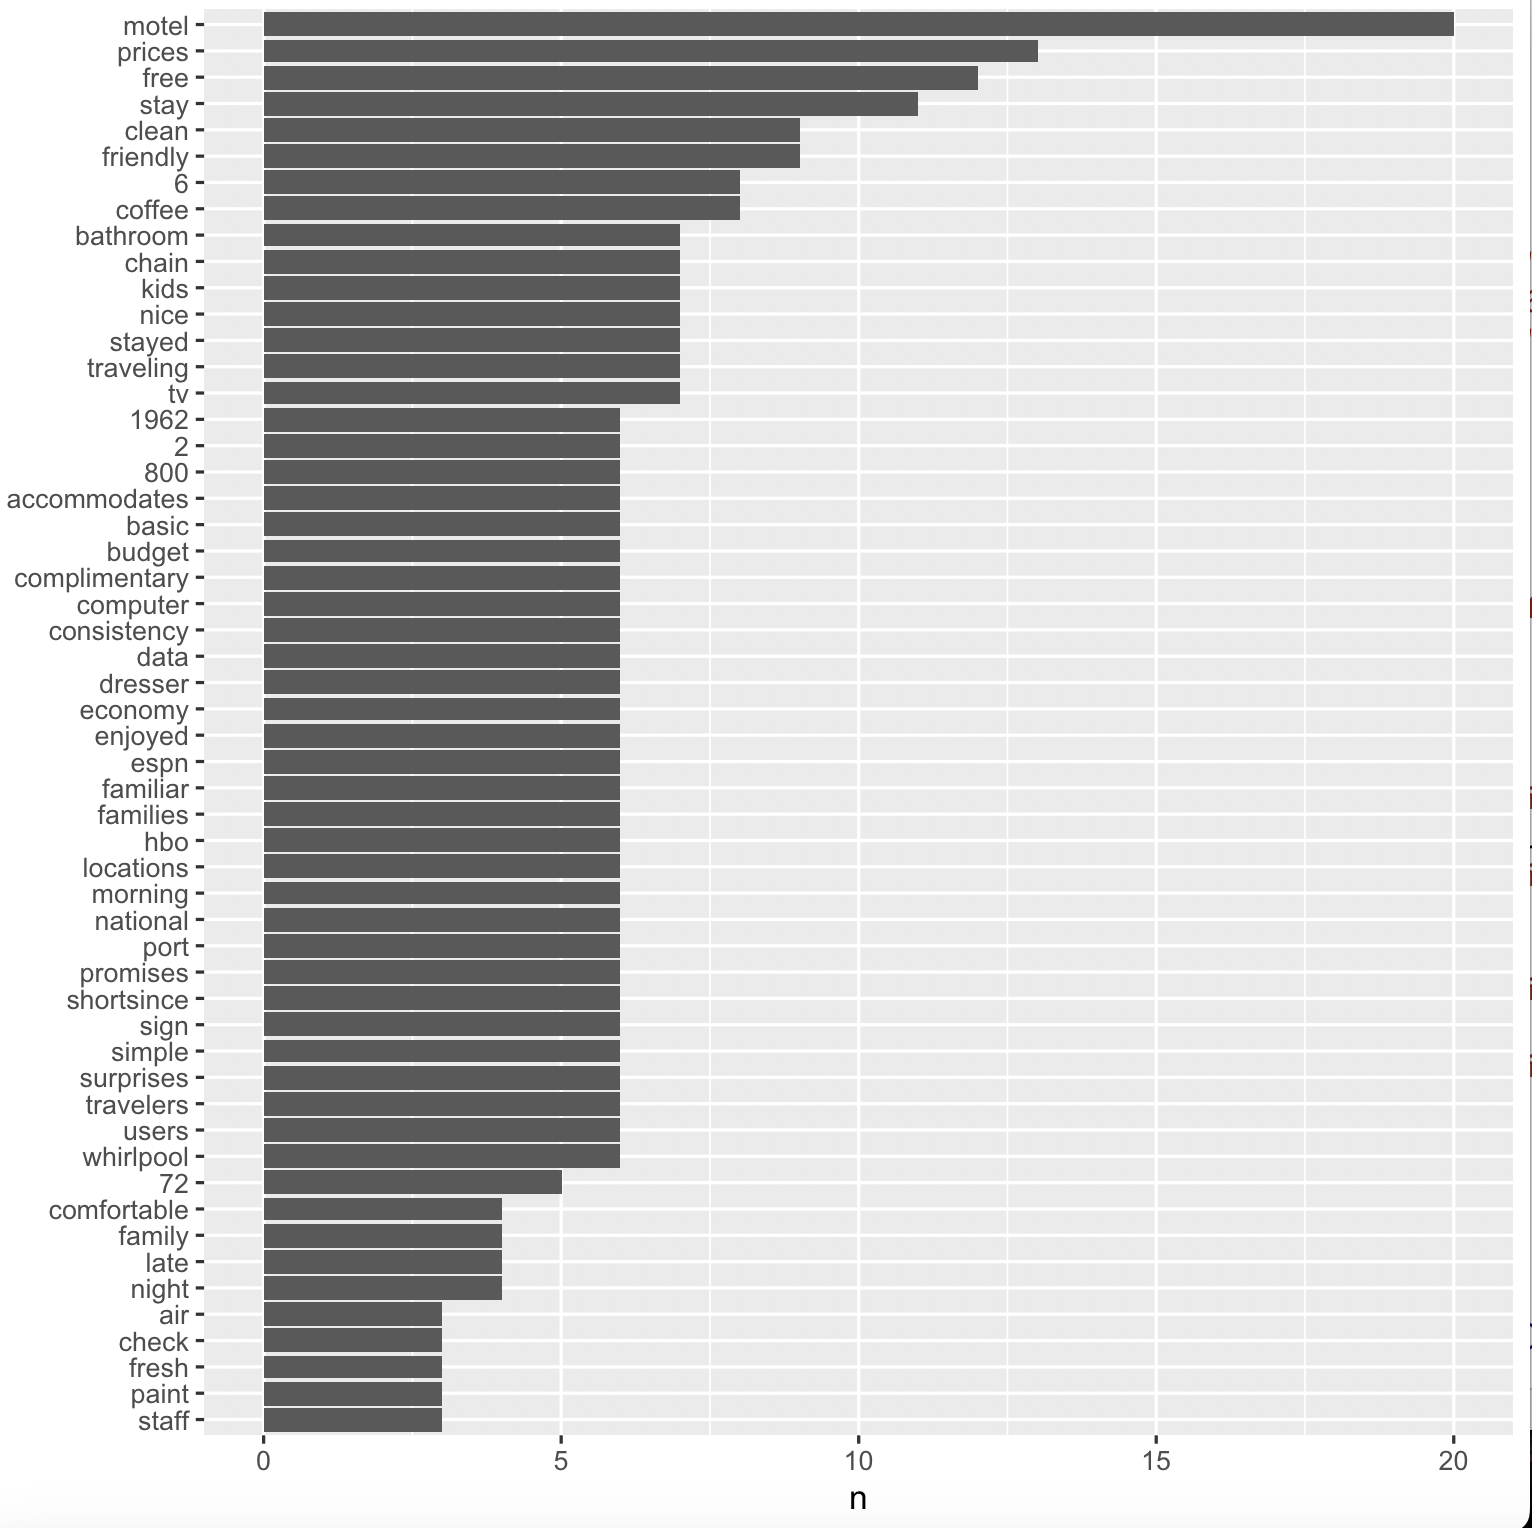 motel
prices
free
stay
clean
friendly
6
coffee
bathroom
chain
kids
nice
stayed
traveling
tv
1962
2
800
accommodates
basic
budget
complimentary
computer
consistency
data
dresser
economy
enjoyed
espn
familiar
families
hbo
locations
morning
national
port
promises
shortsince
sign
simple
surprises
travelers
users
whirlpool
72
comfortable
family
late
night
air
check
fresh
paint
staff
0 5 10 15 20
n